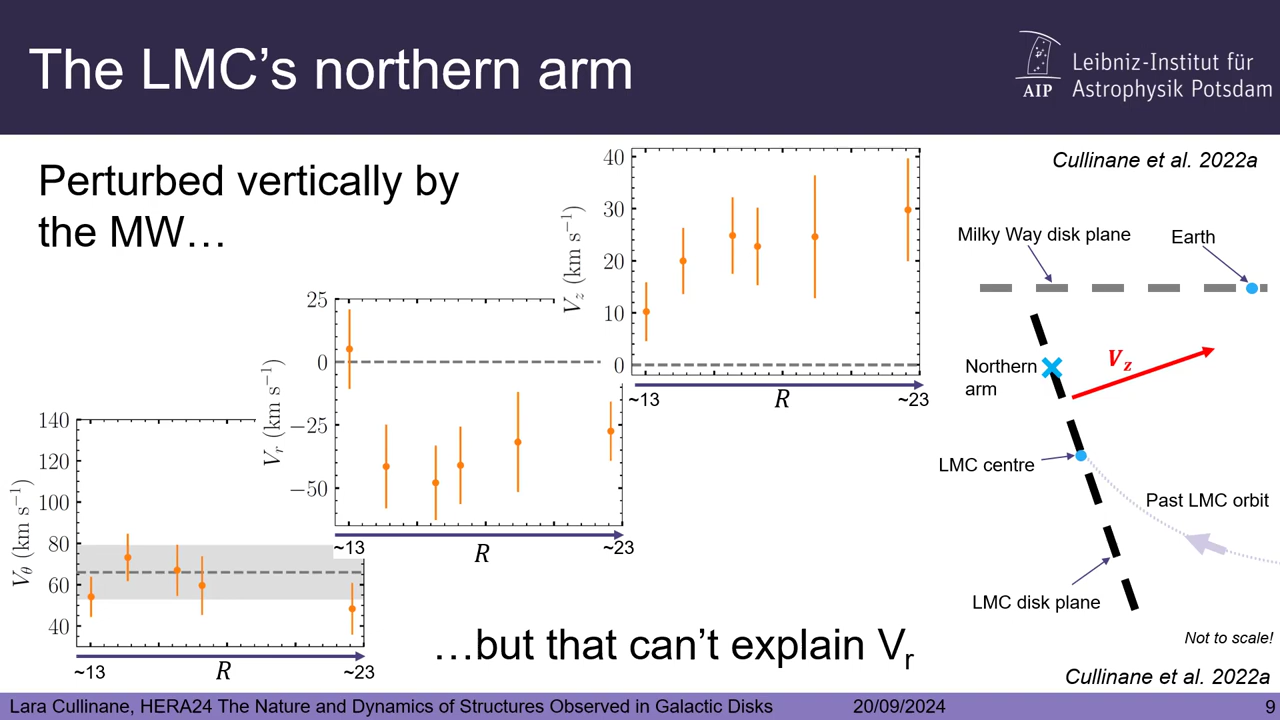 The LMC's northern arm
AIP
Leibniz-Institut für
Astrophysik Potsdam
Perturbed vertically by
the MW…
Cullinane et al. 2022a
40
30
20
10
0
V_z (km s⁻¹)
~13
R
~23
25
0
−25
−50
V_r (km s⁻¹)
~13
R
~23
140
120
100
80
60
40
V_θ (km s⁻¹)
~13
R
~23
Milky Way disk plane
Earth
Northern
arm
V_z
LMC centre
Past LMC orbit
LMC disk plane
Not to scale!
…but that can't explain V_r
Cullinane et al. 2022a
Lara Cullinane, HERA24 The Nature and Dynamics of Structures Observed in Galactic Disks
20/09/2024
9